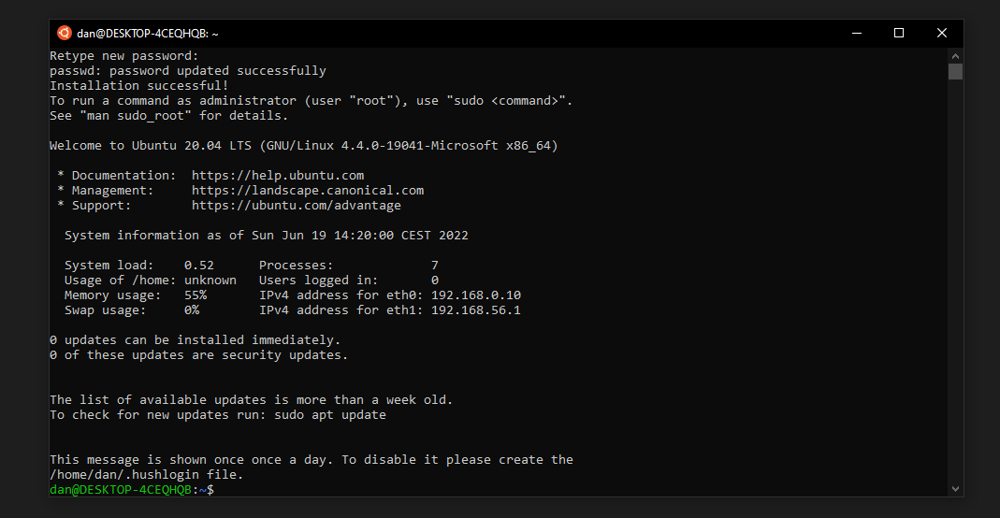 dan@DESKTOP-4CEQHQB: ~
Retype new password:
passwd: password updated successfully
Installation successful!
To run a command as administrator (user "root"), use "sudo <command>".
See "man sudo_root" for details.

Welcome to Ubuntu 20.04 LTS (GNU/Linux 4.4.0-19041-Microsoft x86_64)

 * Documentation:  https://help.ubuntu.com
 * Management:     https://landscape.canonical.com
 * Support:        https://ubuntu.com/advantage

  System information as of Sun Jun 19 14:20:00 CEST 2022

  System load:    0.52      Processes:             7
  Usage of /home: unknown   Users logged in:       0
  Memory usage:   55%       IPv4 address for eth0: 192.168.0.10
  Swap usage:     0%        IPv4 address for eth1: 192.168.56.1

0 updates can be installed immediately.
0 of these updates are security updates.

The list of available updates is more than a week old.
To check for new updates run: sudo apt update

This message is shown once once a day. To disable it please create the
/home/dan/.hushlogin file.
dan@DESKTOP-4CEQHQB:~$